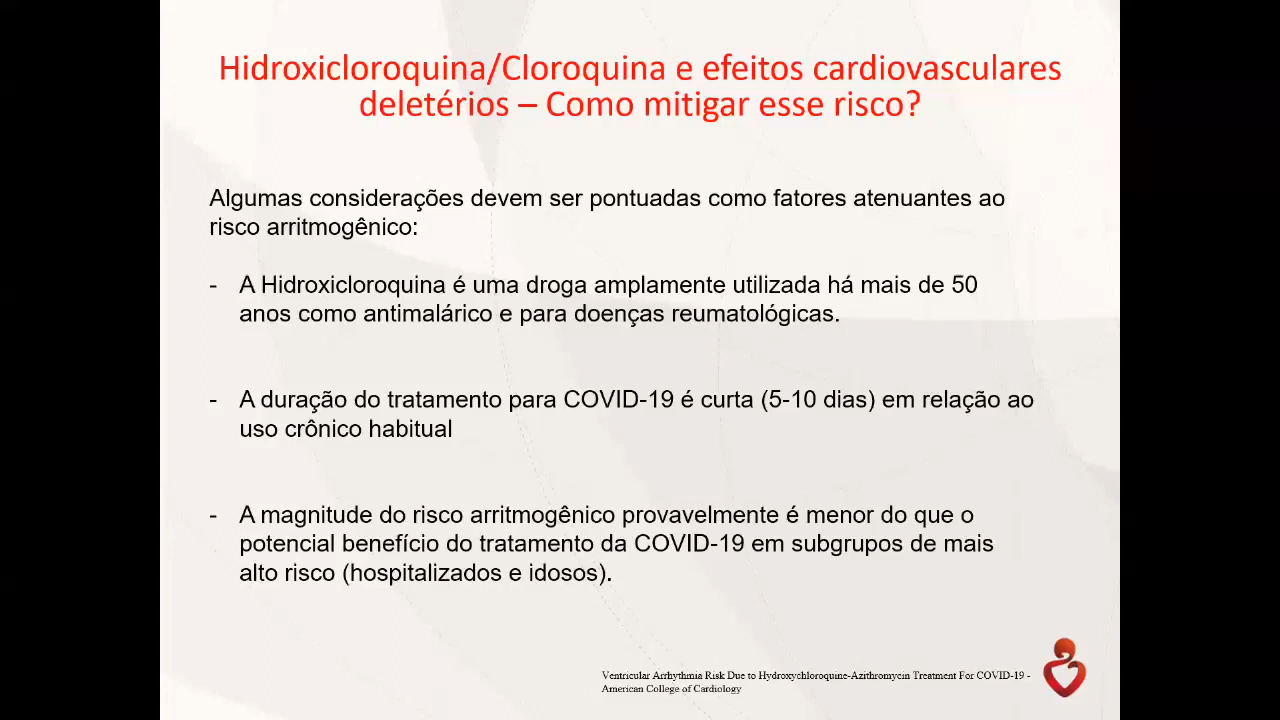 Hidroxicloroquina/Cloroquina e efeitos cardiovasculares
deletérios – Como mitigar esse risco?
Algumas considerações devem ser pontuadas como fatores atenuantes ao
risco arritmogênico:
- A Hidroxicloroquina é uma droga amplamente utilizada há mais de 50
anos como antimalárico e para doenças reumatológicas.
- A duração do tratamento para COVID-19 é curta (5-10 dias) em relação ao
uso crônico habitual
- A magnitude do risco arritmogênico provavelmente é menor do que o
potencial benefício do tratamento da COVID-19 em subgrupos de mais
alto risco (hospitalizados e idosos).
Ventricular Arrhythmia Risk Due to Hydroxychloroquine-Azithromycin Treatment For COVID-19 -
American College of Cardiology